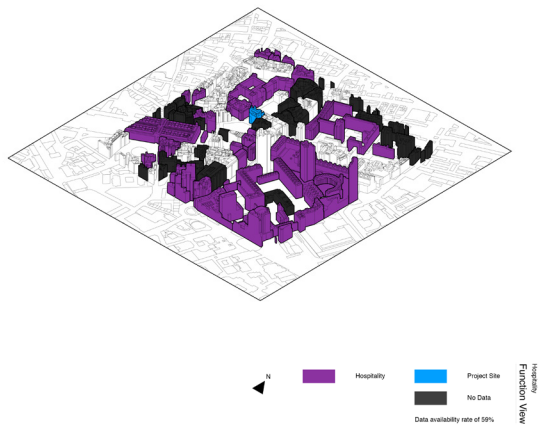 N
Hospitality
Project Site
No Data
Data availability rate of 59%
Hospitality
Function View